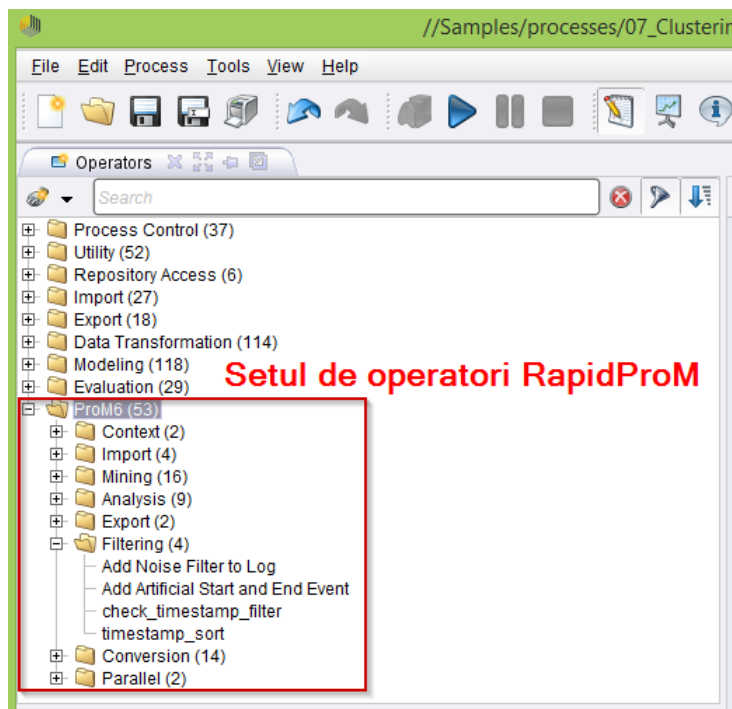 //Samples/processes/07_Clusterin
File Edit Process Tools View Help
Operators
Search
Process Control (37)
Utility (52)
Repository Access (6)
Import (27)
Export (18)
Data Transformation (114)
Modeling (118)
Evaluation (29)
Setul de operatori RapidProM
ProM6 (53)
Context (2)
Import (4)
Mining (16)
Analysis (9)
Export (2)
Filtering (4)
Add Noise Filter to Log
Add Artificial Start and End Event
check_timestamp_filter
timestamp_sort
Conversion (14)
Parallel (2)